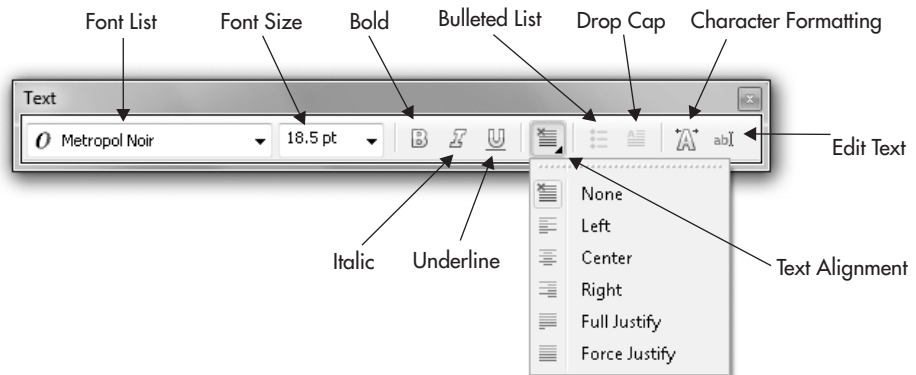 Font List
Font Size
Bold
Bulleted List
Drop Cap
Character Formatting
Text
O Metropol Noir
18.5 pt
B
I
U
A
ab
Edit Text
None
Left
Center
Right
Full Justify
Force Justify
Italic
Underline
Text Alignment